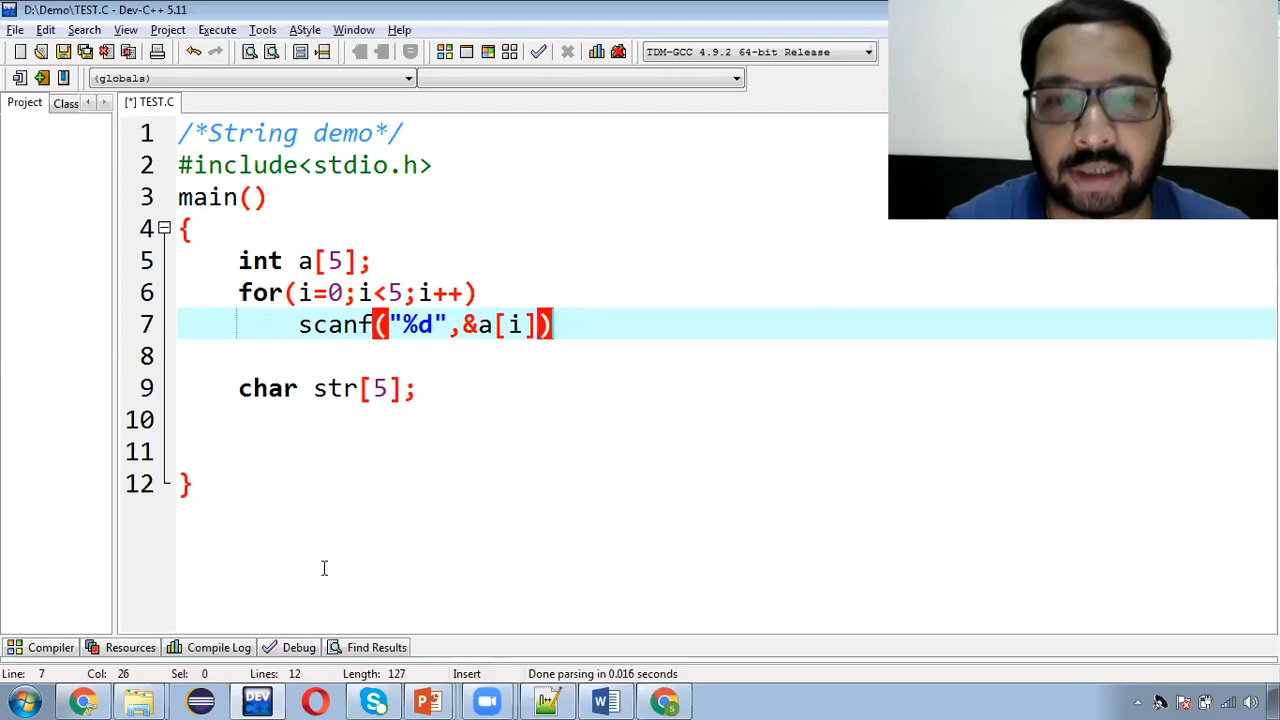 D:\Demo\TEST.C - Dev-C++ 5.11
File Edit Search View Project Execute Tools AStyle Window Help
TDM-GCC 4.9.2 64-bit Release
(globals)
Project Class [*] TEST.C
1 /*String demo*/
2 #include<stdio.h>
3 main()
4 {
5 int a[5];
6 for(i=0;i<5;i++)
7 scanf("%d",&a[i])
8
9 char str[5];
10
11
12 }
Compiler Resources Compile Log Debug Find Results
Line: 7 Col: 26 Sel: 0 Lines: 12 Length: 127 Insert Done parsing in 0.016 seconds
DEV C++